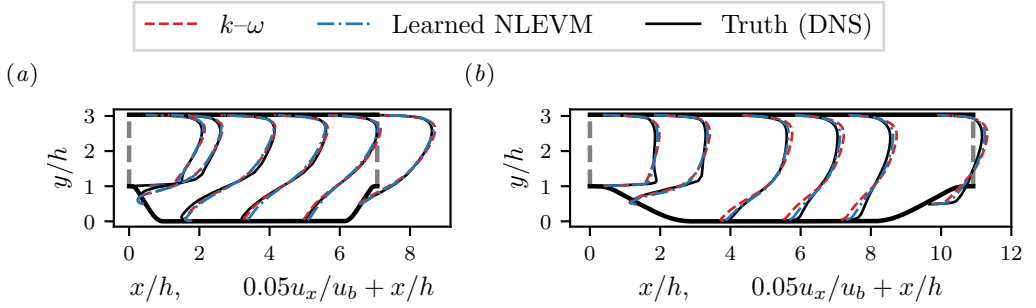 k–ω Learned NLEVM Truth (DNS)
(a) (b)
3
2
1
0
y/h
0 2 4 6 8
x/h, 0.05u_x/u_b + x/h
3
2
1
0
y/h
0 2 4 6 8 10 12
x/h, 0.05u_x/u_b + x/h